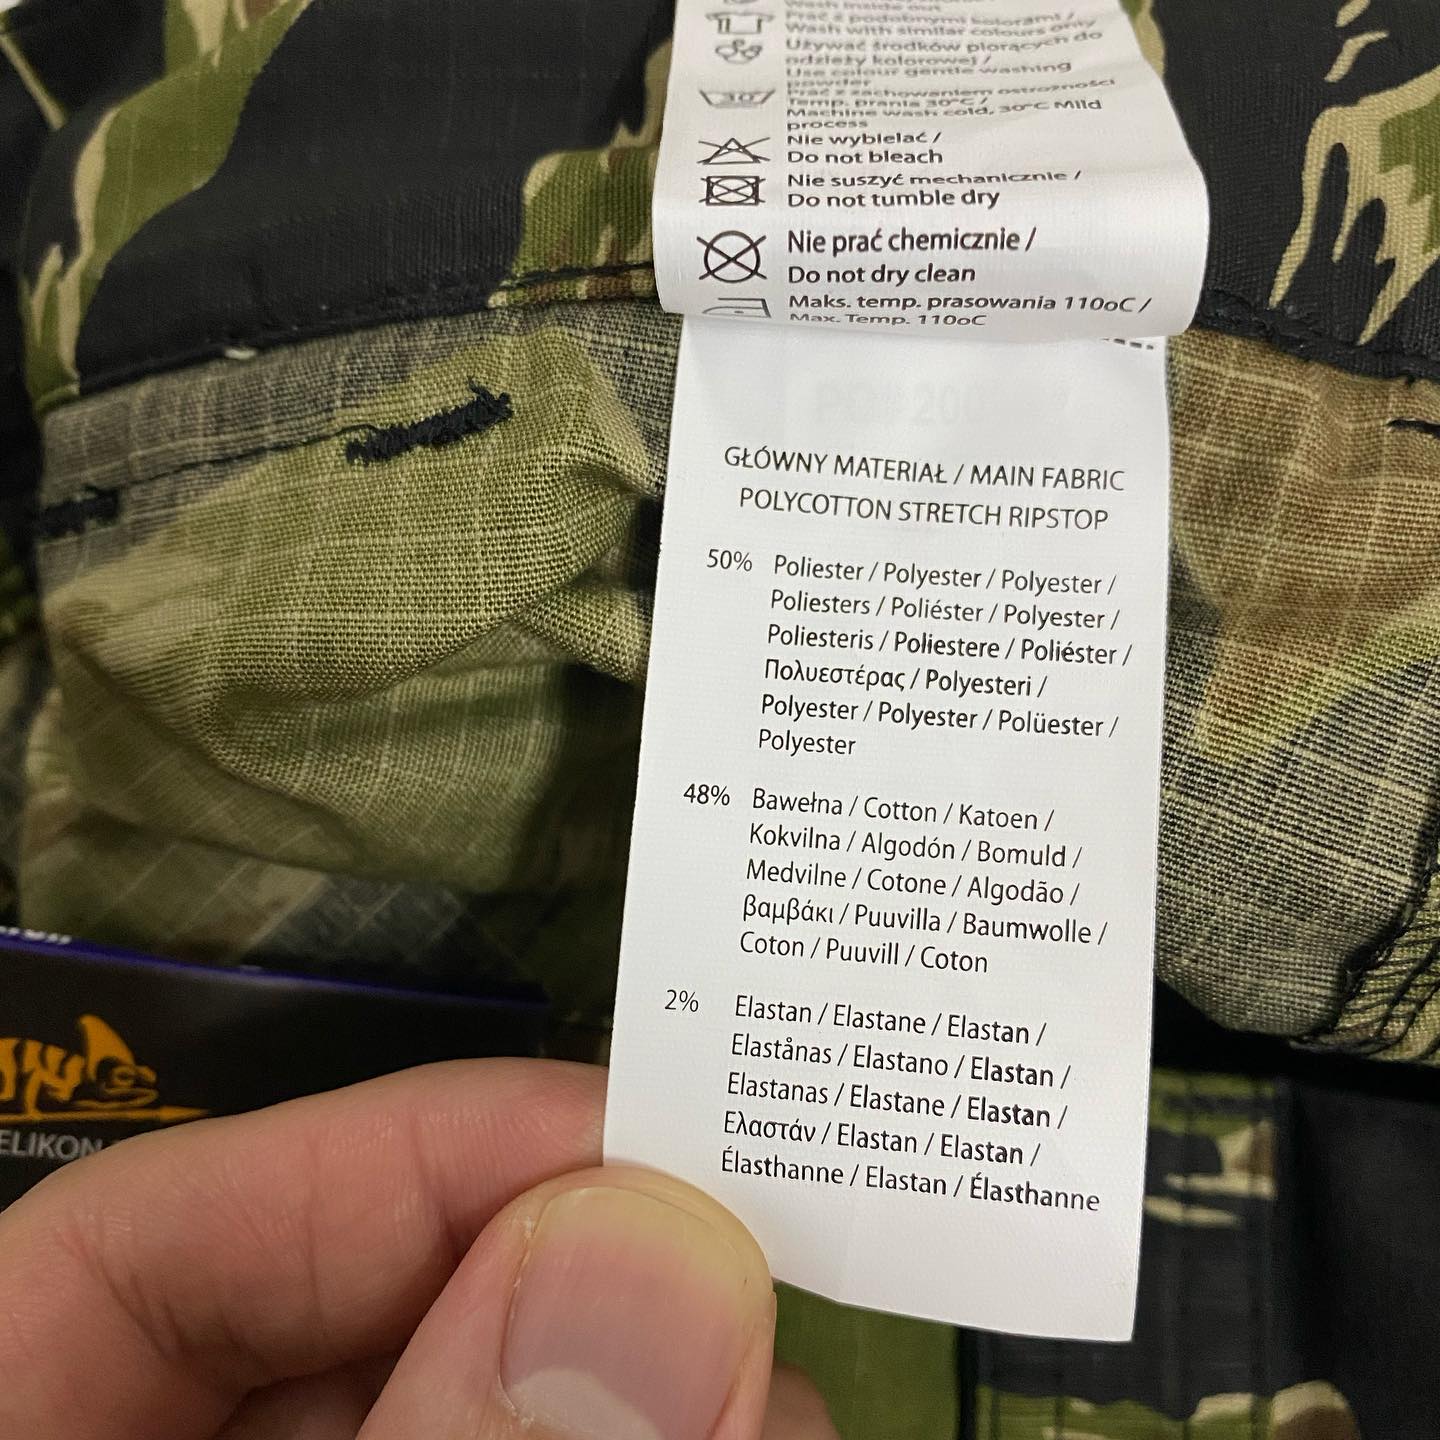 Wash inside out
Prać z podobnymi kolorami /
Wash with similar colours only
Używać środków piorących do
odzieży kolorowej /
Use colour gentle washing
powder
Prać z zachowaniem ostrożności
Temp. prania 30°C /
Machine wash cold, 30°C Mild
process
30°
Nie wybielać /
Do not bleach
Nie suszyć mechanicznie /
Do not tumble dry
Nie prać chemicznie /
Do not dry clean
Maks. temp. prasowania 110oC /
Max. Temp. 110oC
GŁÓWNY MATERIAŁ / MAIN FABRIC
POLYCOTTON STRETCH RIPSTOP
50% Poliester / Polyester / Polyester /
Poliesters / Poliéster / Polyester /
Poliesteris / Poliestere / Poliéster /
Πολυεστέρας / Polyesteri /
Polyester / Polyester / Polüester /
Polyester
48% Bawełna / Cotton / Katoen /
Kokvilna / Algodón / Bomuld /
Medvilne / Cotone / Algodão /
βαμβάκι / Puuvilla / Baumwolle /
Coton / Puuvill / Coton
2% Elastan / Elastane / Elastan /
Elastånas / Elastano / Elastan /
Elastanas / Elastane / Elastan /
Ελαστάν / Elastan / Elastan /
Élasthanne / Elastan / Élasthanne
ELIKON